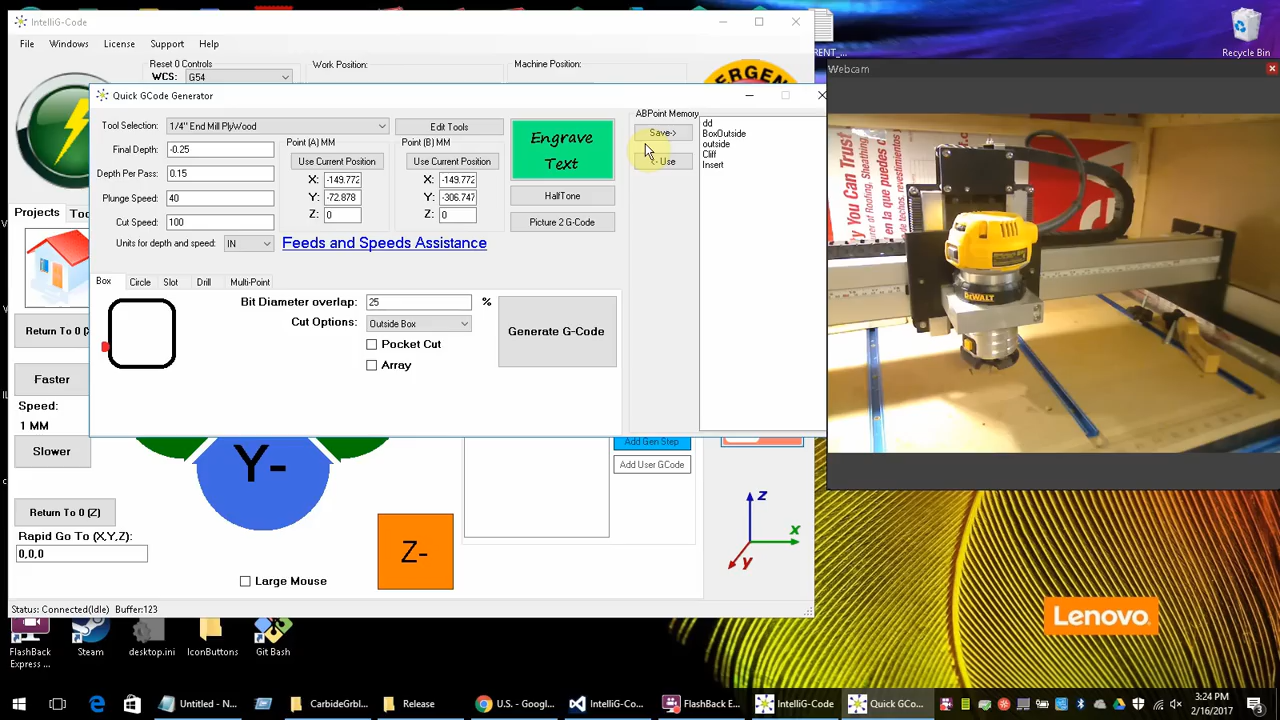 IntelliG-Code
File Windows License Support Help
Reset 0 Controls
WCS: G54
Work Position:
Machine Position:
Quick GCode Generator
Tool Selection: 1/4" End Mill PlyWood
Edit Tools
Final Depth: -0.25
Depth Per Pass: 0.15
Plunge Speed: 40
Cut Speed: 100
Units for depth and speed: IN
Point (A) MM
Use Current Position
X: -149.772
Y: -72.878
Z: 0
Point (B) MM
Use Current Position
X: -149.772
Y: -306.747
Z: 0
Feeds and Speeds Assistance
Engrave
Text
HalfTone
Picture 2 G-Code
ABPoint Memory
Save->
<- Use
dd
BoxOutside
outside
Cliff
Insert
Box Circle Slot Drill Multi-Point
Bit Diameter overlap: 25 %
Cut Options: Outside Box
Pocket Cut
Array
Generate G-Code
Projects
Return To 0
Faster
Speed:
1 MM
Slower
Return To 0 (Z)
Rapid Go To (X,Y,Z):
0,0,0
Y-
Z-
Large Mouse
Add Gen Step
Add User GCode
z
x
y
Status: Connected(Idle) Buffer:123
Webcam
You Can Trust
DEWALT
Recycle Bin
Lenovo
FlashBack
Express ...
Steam
desktop.ini
IconButtons
Git Bash
Untitled - N...
CarbideGrbl...
Release
U.S. - Googl...
IntelliG-Co...
FlashBack E...
IntelliG-Code
Quick GCo...
3:24 PM
2/16/2017